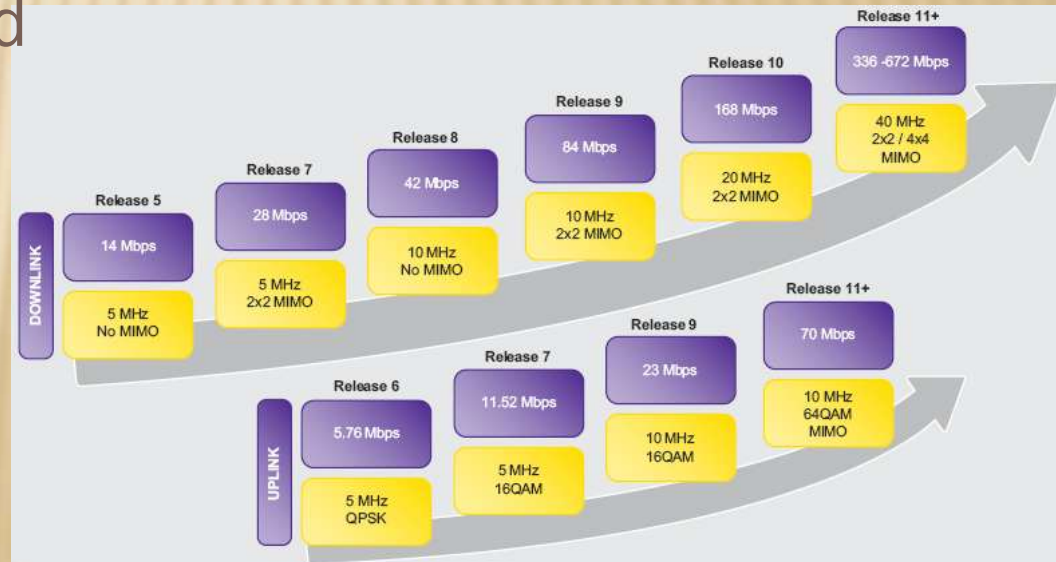 d
DOWNLINK
Release 5
14 Mbps
5 MHz
No MIMO
Release 7
28 Mbps
5 MHz
2x2 MIMO
Release 8
42 Mbps
10 MHz
No MIMO
Release 9
84 Mbps
10 MHz
2x2 MIMO
Release 10
168 Mbps
20 MHz
2x2 MIMO
Release 11+
336 -672 Mbps
40 MHz
2x2 / 4x4
MIMO
UPLINK
Release 6
5.76 Mbps
5 MHz
QPSK
Release 7
11.52 Mbps
5 MHz
16QAM
Release 9
23 Mbps
10 MHz
16QAM
Release 11+
70 Mbps
10 MHz
64QAM
MIMO